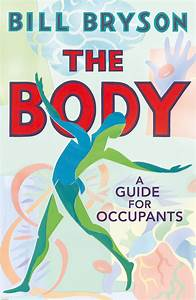 BILL BRYSON
THE
BODY
A
GUIDE FOR
OCCUPANTS